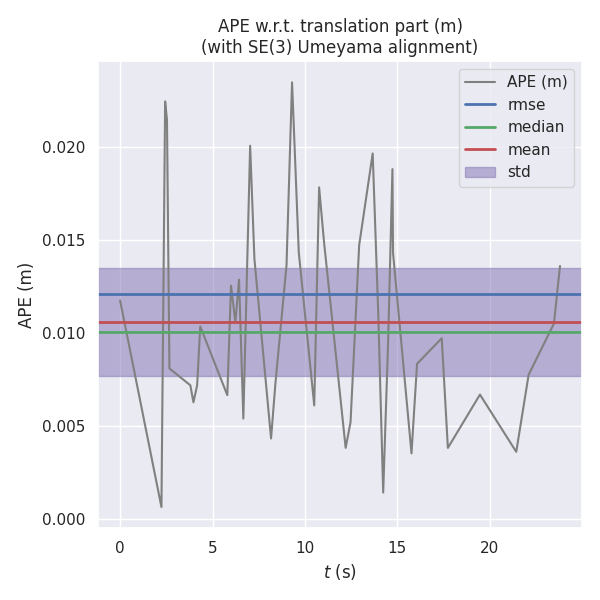 APE w.r.t. translation part (m)
(with SE(3) Umeyama alignment)
APE (m)
rmse
median
mean
std
APE (m)
0.020
0.015
0.010
0.005
0.000
0
5
10
15
20
t (s)